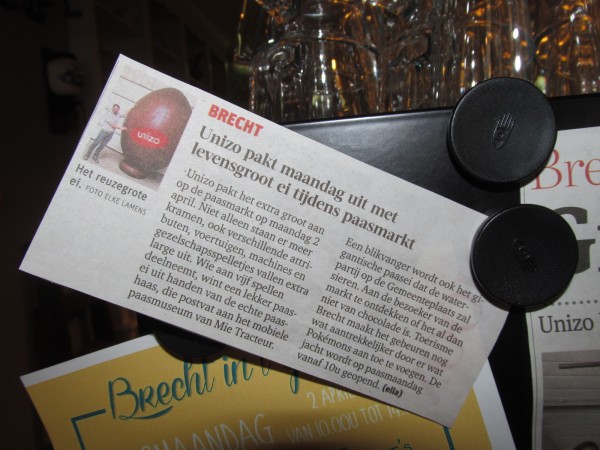 unizo
Het reuzegrote
ei. FOTO ELKE LAMENS
BRECHT
Unizo pakt maandag uit met
levensgroot ei tijdens paasmarkt
Unizo pakt het extra groot aan
op de paasmarkt op maandag 2
april. Niet alleen staan er meer
kramen, ook verschillende attri-
buten, voertuigen, machines en
gezelschapsspelletjes vallen extra
large uit. Wie aan vijf spellen
deelneemt, wint een lekker paas-
ei uit handen van de echte paas-
haas, die postvat aan het mobiele
paasmuseum van Mie Tracteur.
Een blikvanger wordt ook het gi-
gantische paasei dat de water-
partij op de Gemeenteplaats zal
sieren. Aan de bezoeker van de
markt te ontdekken of het al dan
niet van chocolade is. Toerisme
Brecht maakt het gebeuren nog
wat aantrekkelijker door er wat
Pokémons aan toe te voegen. De
jacht wordt op paasmaandag
vanaf 10u geopend. (ella)
Bre
G
Unizo
Brecht in
2 APRIL
MAANDAG
VAN 10.00U TOT